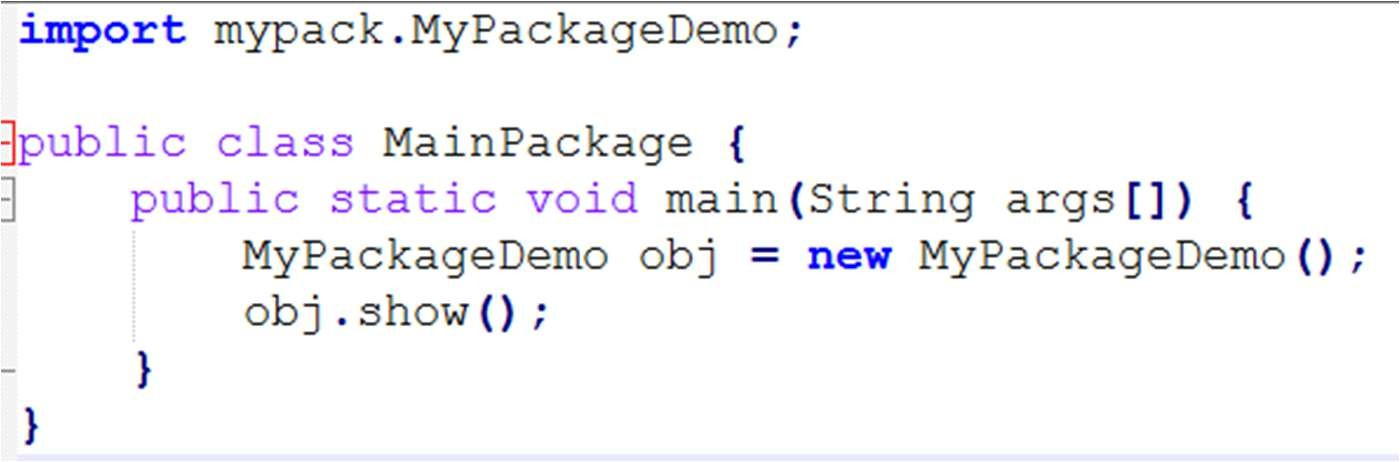 import mypack.MyPackageDemo;
public class MainPackage {
public static void main(String args[]) {
MyPackageDemo obj = new MyPackageDemo();
obj.show();
}
}